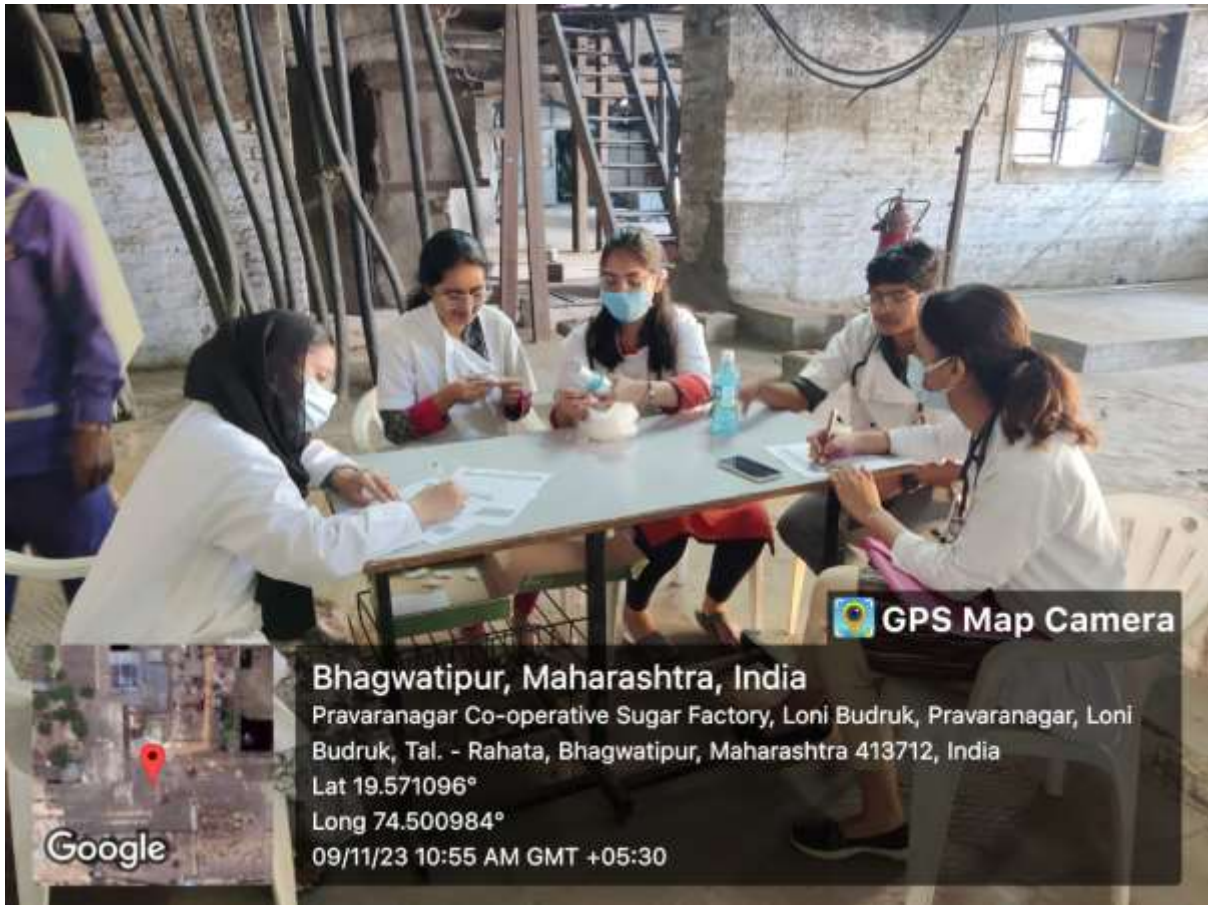 GPS Map Camera
Bhagwatipur, Maharashtra, India
Pravaranagar Co-operative Sugar Factory, Loni Budruk, Pravaranagar, Loni
Budruk, Tal. - Rahata, Bhagwatipur, Maharashtra 413712, India
Lat 19.571096°
Long 74.500984°
09/11/23 10:55 AM GMT +05:30
Google